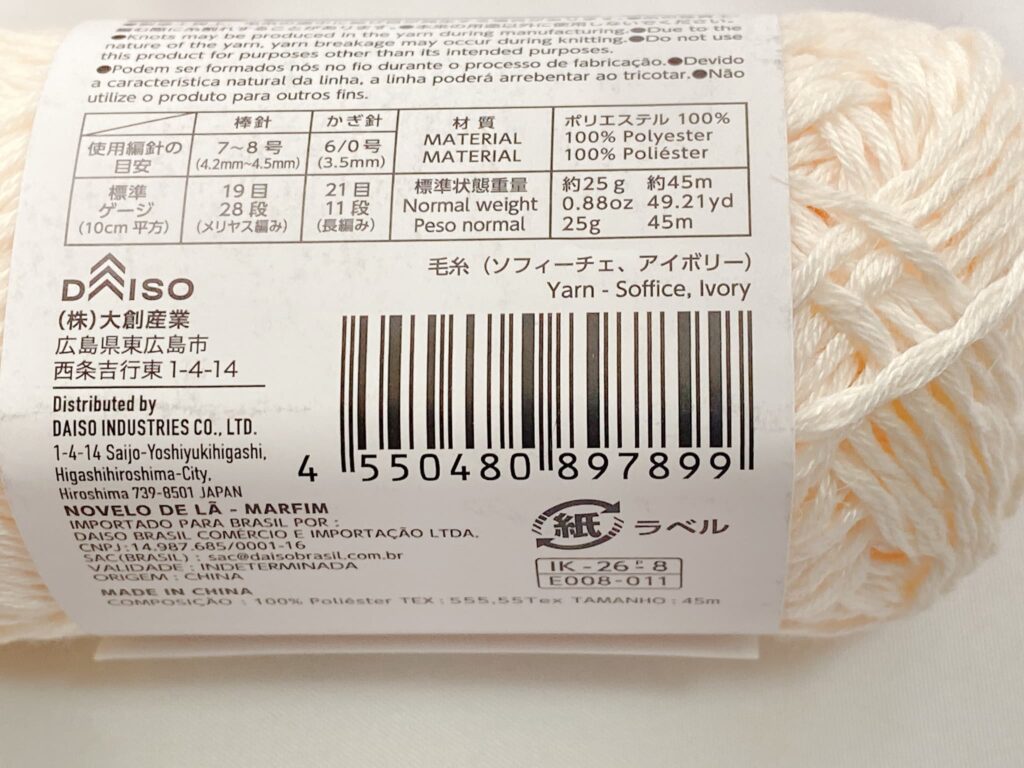 ●Knots may be produced in the yarn during manufacturing.●Due to the
nature of the yarn, yarn breakage may occur during knitting.●Do not use
this product for purposes other than its intended purposes.
●Podem ser formados nós no fio durante o processo de fabricação.●Devido
a característica natural da linha, a linha poderá arrebentar ao tricotar.●Não
utilize o produto para outros fins.
棒針 かぎ針
使用編針の目安 7～8号 (4.2mm~4.5mm) 6/0号 (3.5mm)
標準ゲージ (10cm平方) 19目 28段 (メリヤス編み) 21目 11段 (長編み)
材質 ポリエステル 100%
MATERIAL 100% Polyester
MATERIAL 100% Poliéster
標準状態重量 約25g 約45m
Normal weight 0.88oz 49.21yd
Peso normal 25g 45m
毛糸（ソフィーチェ、アイボリー）
Yarn - Soffice, Ivory
DAISO
(株)大創産業
広島県東広島市
西条吉行東1-4-14
Distributed by
DAISO INDUSTRIES CO., LTD.
1-4-14 Saijo-Yoshiyukihigashi,
Higashihiroshima-City,
Hiroshima 739-8501 JAPAN
4 550480 897899
NOVELO DE LÃ - MARFIM
IMPORTADO PARA BRASIL POR :
DAISO BRASIL COMÉRCIO E IMPORTAÇÃO LTDA.
CNPJ:14.987.685/0001-16
SAC(BRASIL) : sac@daisobrasil.com.br
VALIDADE : INDETERMINADA
ORIGEM : CHINA
MADE IN CHINA
COMPOSIÇÃO : 100% Poliéster TEX : 555,55Tex TAMANHO : 45m
紙 ラベル
IK-26-P-8
E008-011